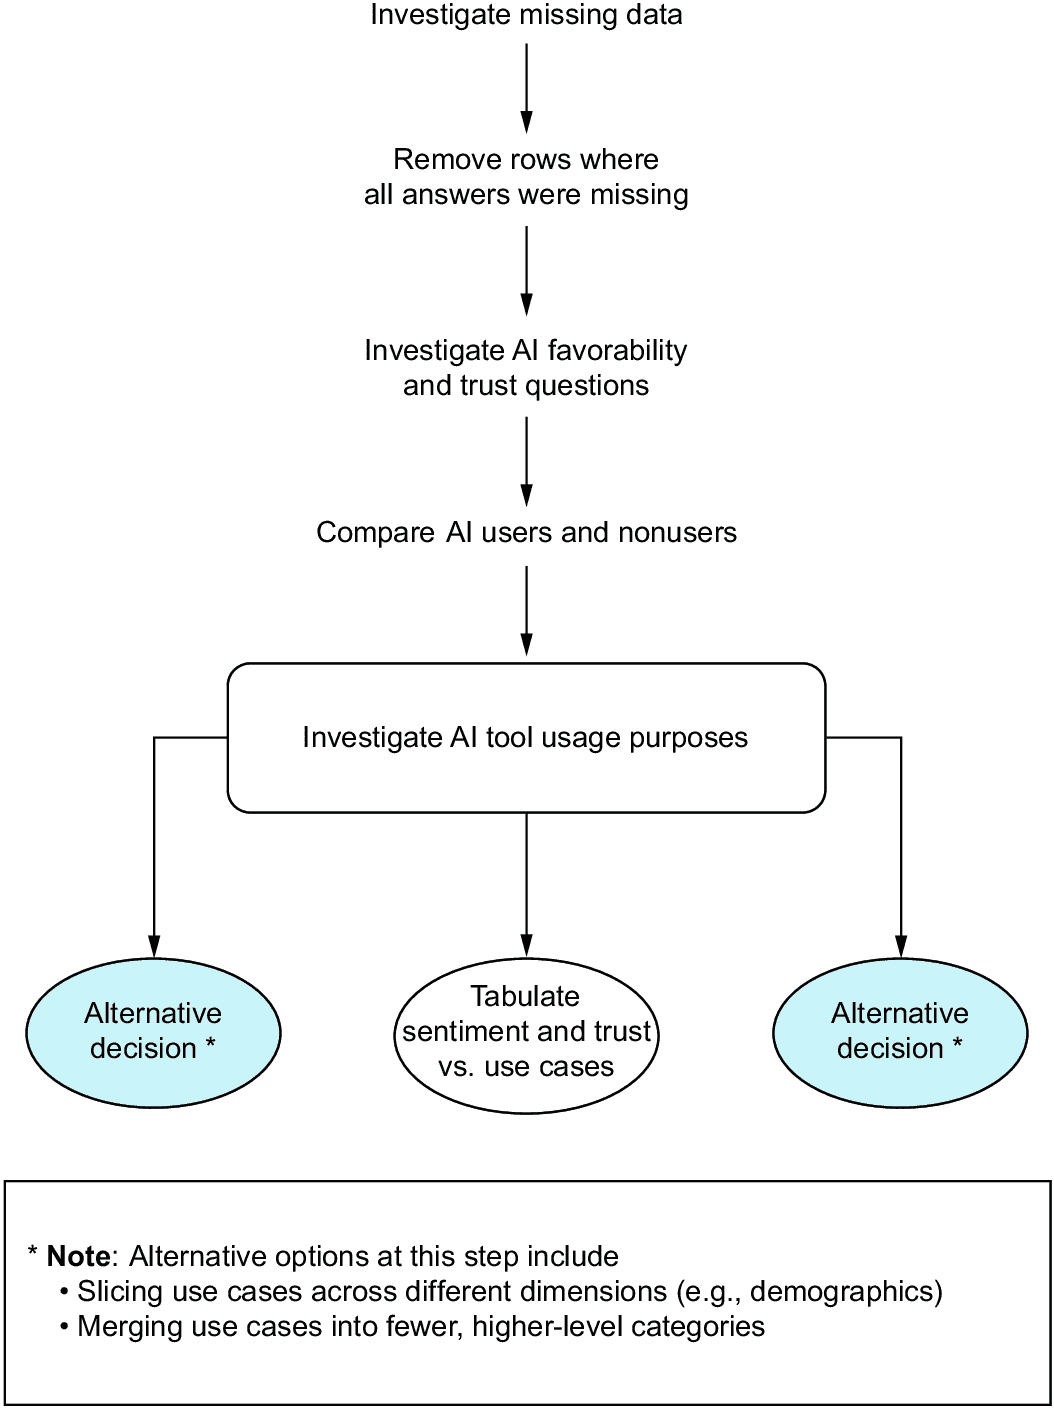 Investigate missing data
Remove rows where
all answers were missing
Investigate AI favorability
and trust questions
Compare AI users and nonusers
Investigate AI tool usage purposes
Alternative
decision *
Tabulate
sentiment and trust
vs. use cases
Alternative
decision *
* Note: Alternative options at this step include
• Slicing use cases across different dimensions (e.g., demographics)
• Merging use cases into fewer, higher-level categories